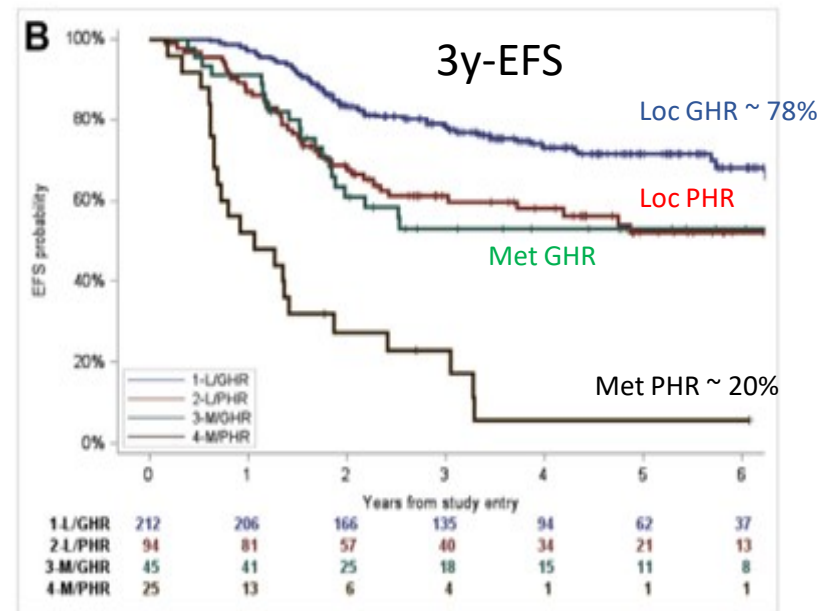 B
3y-EFS
100%
80%
60%
40%
20%
0%
EFS probability
Loc GHR ~ 78%
Loc PHR
Met GHR
Met PHR ~ 20%
1-L/GHR
2-L/PHR
3-M/GHR
4-M/PHR
0 1 2 3 4 5 6
Years from study entry
1-L/GHR 212 206 166 135 94 62 37
2-L/PHR 94 81 57 40 34 21 13
3-M/GHR 45 41 25 18 15 11 8
4-M/PHR 25 13 6 4 1 1 1